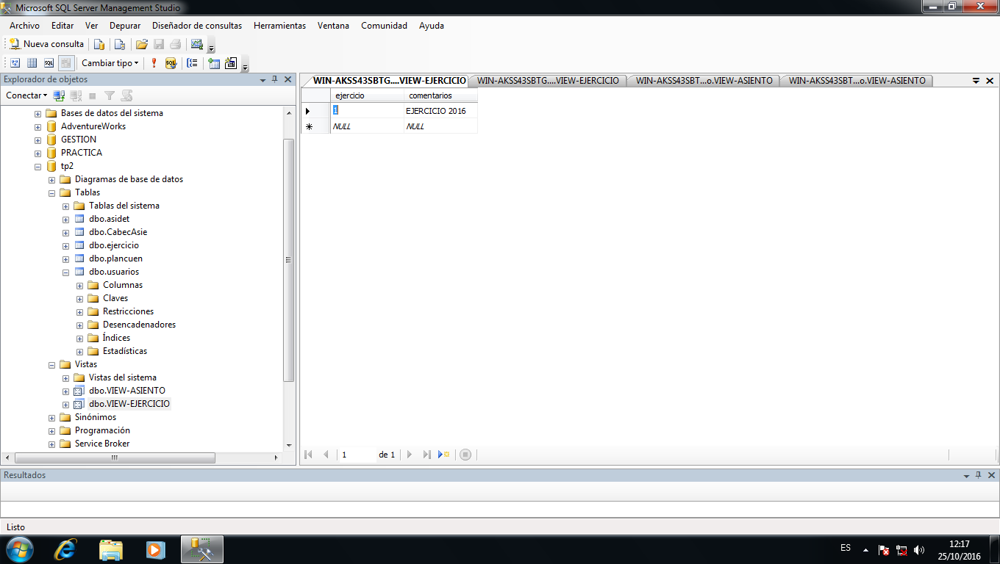 Microsoft SQL Server Management Studio
Archivo Editar Ver Depurar Diseñador de consultas Herramientas Ventana Comunidad Ayuda
Nueva consulta
Cambiar tipo
Explorador de objetos
Conectar
Bases de datos del sistema
AdventureWorks
GESTION
PRACTICA
tp2
Diagramas de base de datos
Tablas
Tablas del sistema
dbo.asidet
dbo.CabecAsie
dbo.ejercicio
dbo.plancuen
dbo.usuarios
Columnas
Claves
Restricciones
Desencadenadores
Índices
Estadísticas
Vistas
Vistas del sistema
dbo.VIEW-ASIENTO
dbo.VIEW-EJERCICIO
Sinónimos
Programación
Service Broker
WIN-AKSS43SBTG....VIEW-EJERCICIO WIN-AKSS43SBTG....VIEW-EJERCICIO WIN-AKSS43SBT...o.VIEW-ASIENTO WIN-AKSS43SBT...o.VIEW-ASIENTO
ejercicio comentarios
1 EJERCICIO 2016
NULL NULL
1 de 1
Resultados
Listo
ES 12:17
25/10/2016